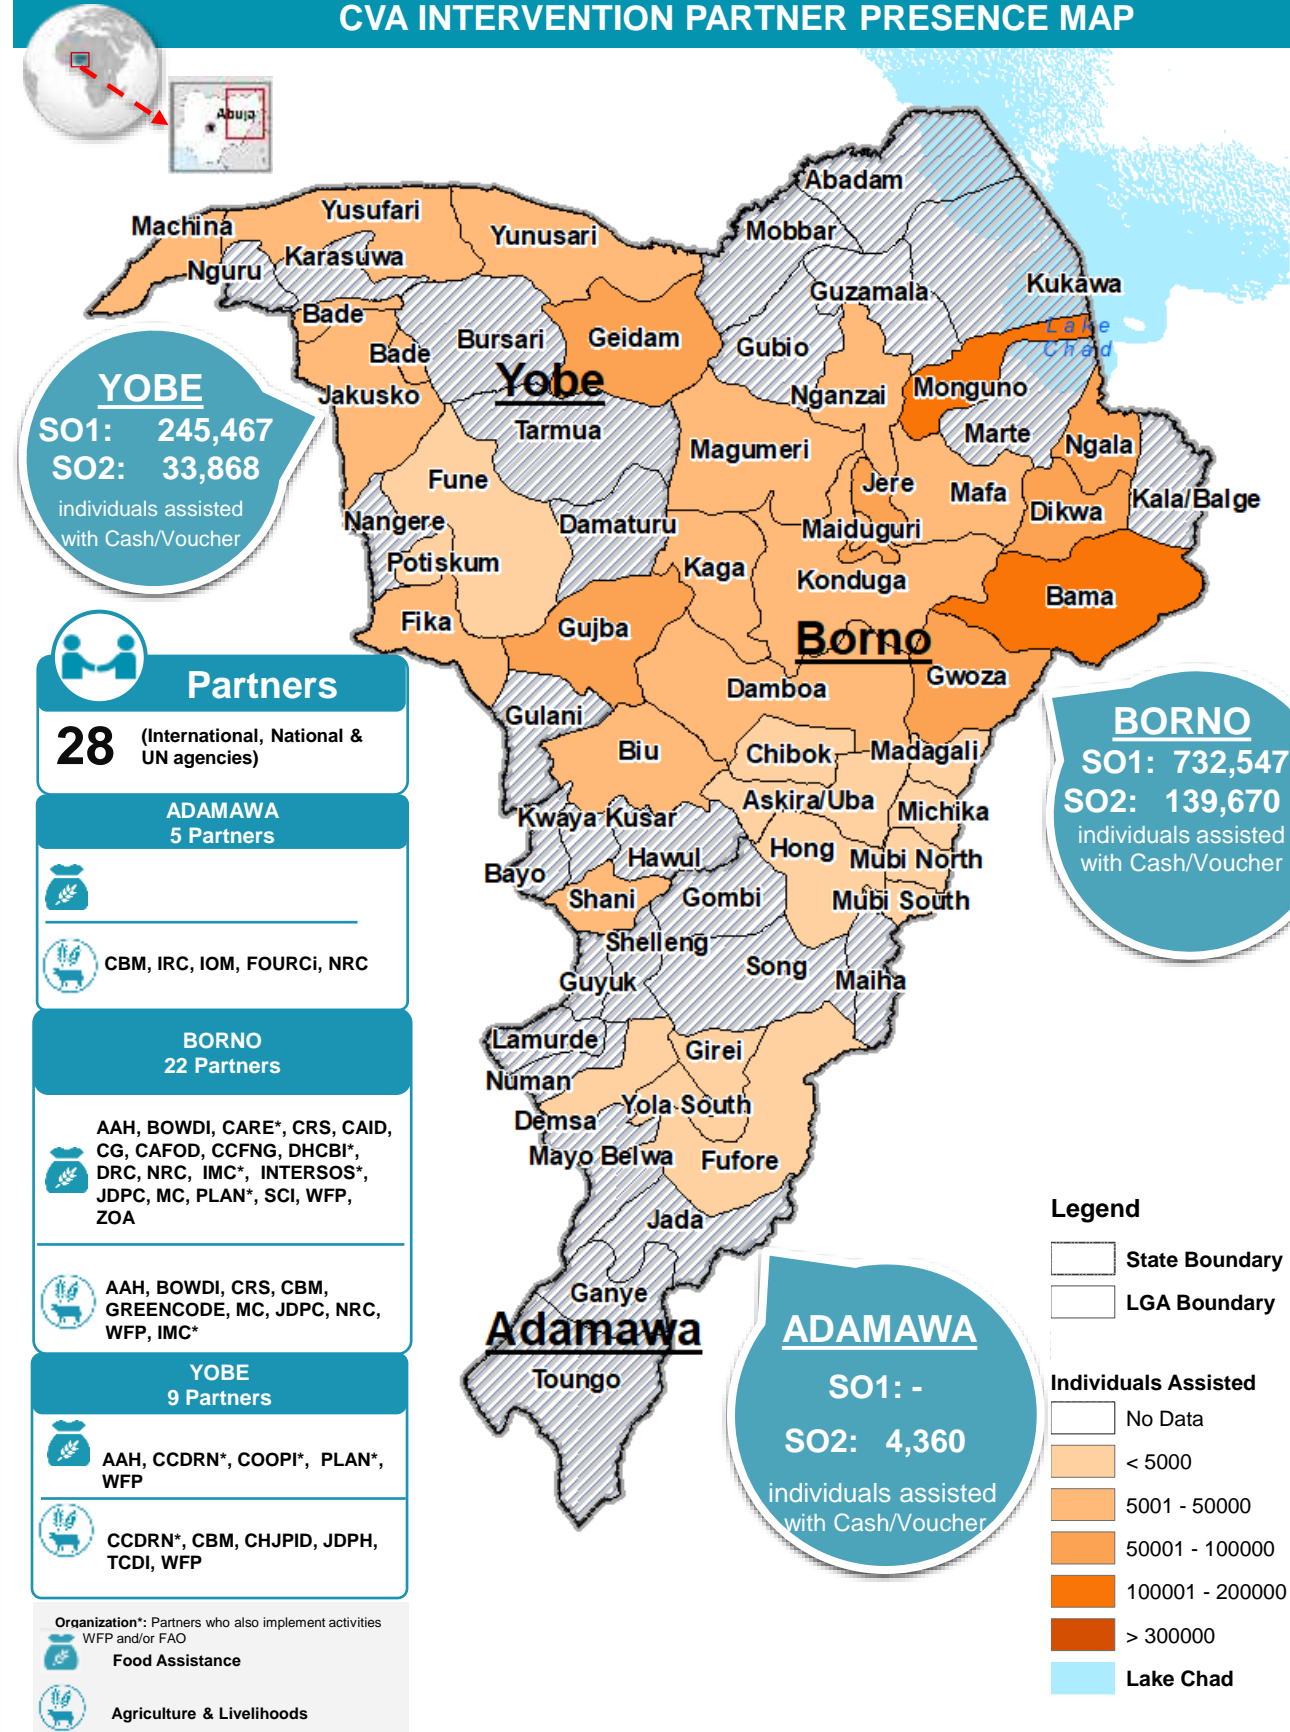 CVA INTERVENTION PARTNER PRESENCE MAP
Abuja
Abadam
Machina
Yusufari
Yunusari
Mobbar
Nguru
Karasuwa
Guzamala
Kukawa
Bade
Bursari
Geidam
Gubio
Lake
Chad
Bade
Yobe
Jakusko
Nganzai
Monguno
Tarmua
Magumeri
Marte
Ngala
Fune
Jere
Mafa
Kala/Balge
Nangere
Damaturu
Maiduguri
Dikwa
Potiskum
Kaga
Konduga
Bama
Fika
Gujba
Borno
Damboa
Gwoza
Gulani
Biu
Chibok
Madagali
Askira/Uba
Michika
Kwaya Kusar
Hawul
Hong
Mubi North
Bayo
Shani
Gombi
Mubi South
Shelleng
Song
Guyuk
Maiha
Lamurde
Girei
Numan
Demsa
Yola South
Mayo Belwa
Fufore
Jada
Ganye
Adamawa
Toungo
YOBE
SO1: 245,467
SO2: 33,868
individuals assisted
with Cash/Voucher
BORNO
SO1: 732,547
SO2: 139,670
individuals assisted
with Cash/Voucher
ADAMAWA
SO1: -
SO2: 4,360
individuals assisted
with Cash/Voucher
Partners
28
(International, National &
UN agencies)
ADAMAWA
5 Partners
CBM, IRC, IOM, FOURCi, NRC
BORNO
22 Partners
AAH, BOWDI, CARE*, CRS, CAID,
CG, CAFOD, CCFNG, DHCBI*,
DRC, NRC, IMC*, INTERSOS*,
JDPC, MC, PLAN*, SCI, WFP,
ZOA
AAH, BOWDI, CRS, CBM,
GREENCODE, MC, JDPC, NRC,
WFP, IMC*
YOBE
9 Partners
AAH, CCDRN*, COOPI*, PLAN*,
WFP
CCDRN*, CBM, CHJPID, JDPH,
TCDI, WFP
Organization*: Partners who also implement activities
WFP and/or FAO
Food Assistance
Agriculture & Livelihoods
Legend
State Boundary
LGA Boundary
Individuals Assisted
No Data
< 5000
5001 - 50000
50001 - 100000
100001 - 200000
> 300000
Lake Chad